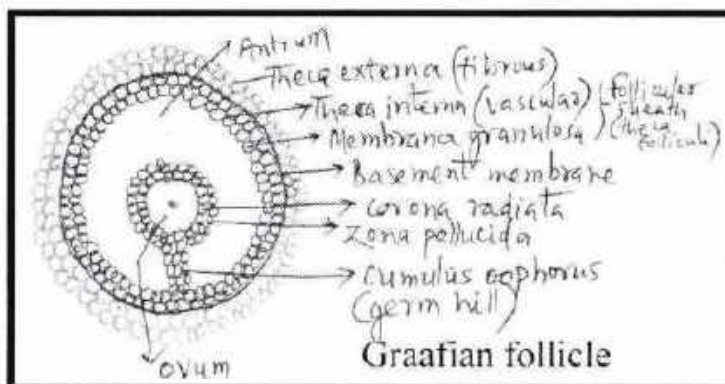 Antrum
Theca externa (fibrous)
Theca interna (vascular) } follicular sheath (theca folliculi)
Membrana granulosa
Basement membrane
Corona radiata
Zona pellucida
Cumulus oophorus
(germ hill)
Ovum
Graafian follicle